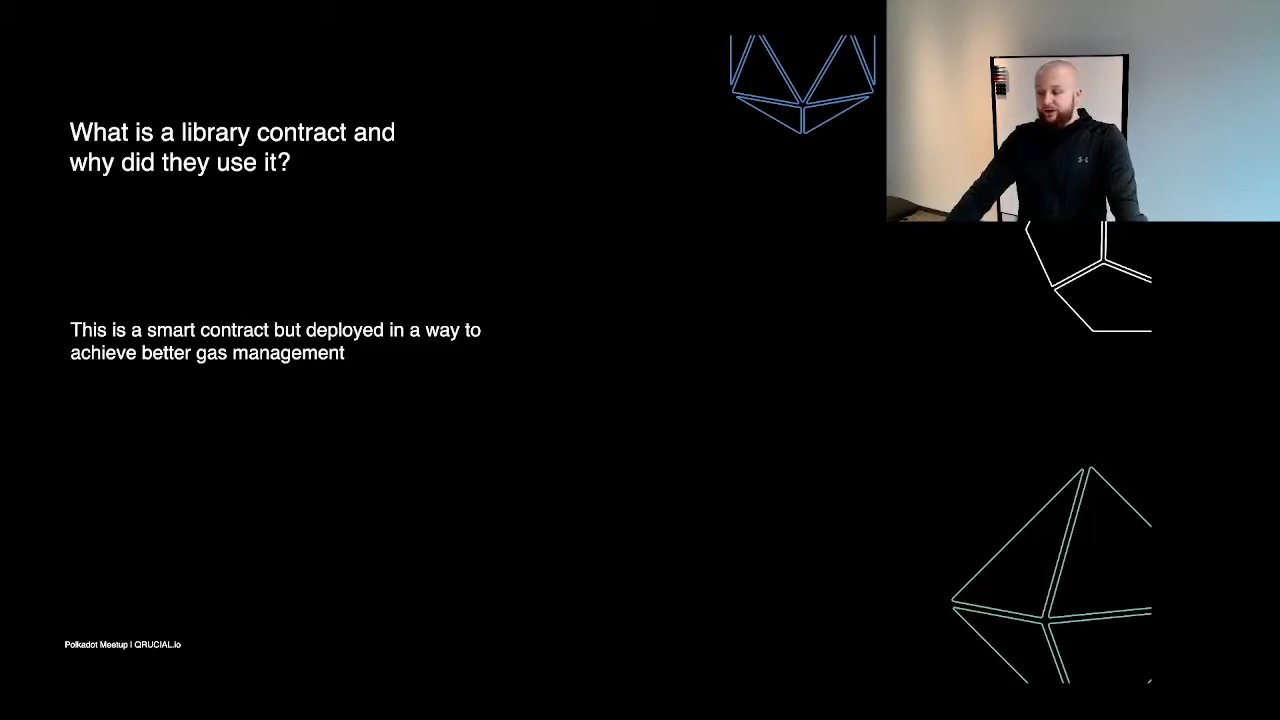 What is a library contract and
why did they use it?
This is a smart contract but deployed in a way to
achieve better gas management
Polkadot Meetup | QRUCIAL.io